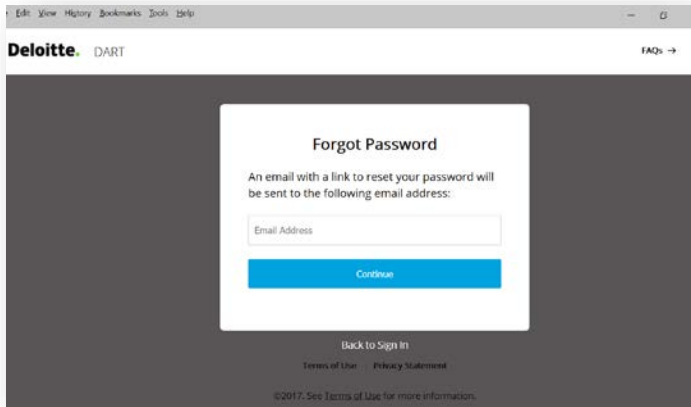 Edit View History Bookmarks Tools Help
Deloitte. DART
FAQs →
Forgot Password
An email with a link to reset your password will
be sent to the following email address:
Email Address
Continue
Back to Sign In
Terms of Use | Privacy Statement
©2017. See Terms of Use for more information.